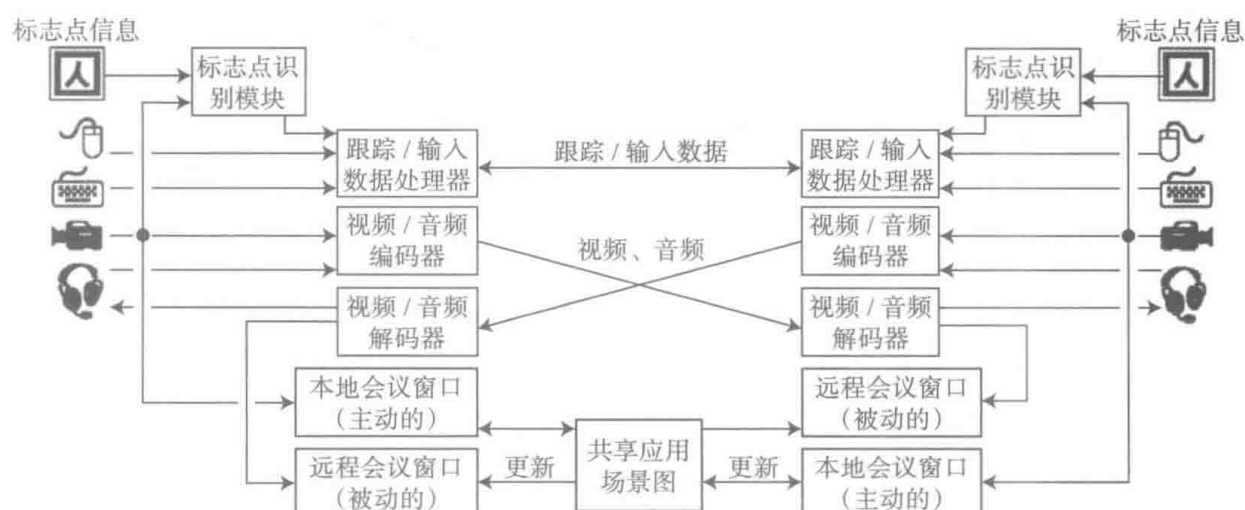 标志点信息
标志点信息
标志点识
别模块
标志点识
别模块
跟踪 / 输入
数据处理器
跟踪 / 输入数据
跟踪 / 输入
数据处理器
视频 / 音频
编码器
视频、音频
视频 / 音频
编码器
视频 / 音频
解码器
视频 / 音频
解码器
本地会议窗口
（主动的）
远程会议窗口
（被动的）
共享应用
场景图
远程会议窗口
（被动的）
更新
更新
本地会议窗口
（主动的）